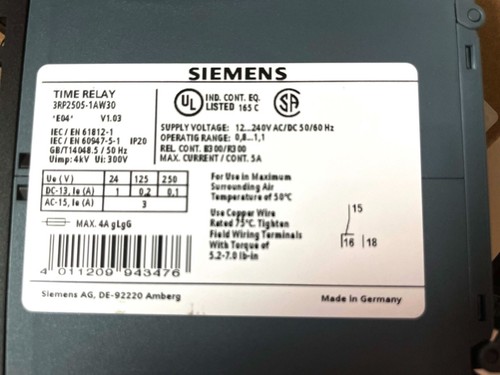 SIEMENS
TIME RELAY
3RP2505-1AW30
*E04* V1.03
IEC / EN 61812-1
IEC / EN 60947-5-1 IP20
GB/T14048.5 / 50 Hz
Uimp: 4kV Ui: 300V
UL IND. CONT. EQ.
LISTED 165 C
SA
SUPPLY VOLTAGE: 12...240V AC/DC 50/60 Hz
OPERATIG RANGE: 0,8...1,1
REL. CONT. B300/R300
MAX. CURRENT / CONT. 5A
Ue (V) 24 125 250
DC-13, Ie (A) 1 0.2 0.1
AC-15, Ie (A) 3
MAX. 4A gLgG
4 011209 943476
For Use in Maximum
Surrounding Air
Temperature of 50°C
Use Copper Wire
Rated 75°C. Tighten
Field Wiring Terminals
With Torque of
5.2-7.0 lb-in
15
16 18
Siemens AG, DE-92220 Amberg
Made in Germany